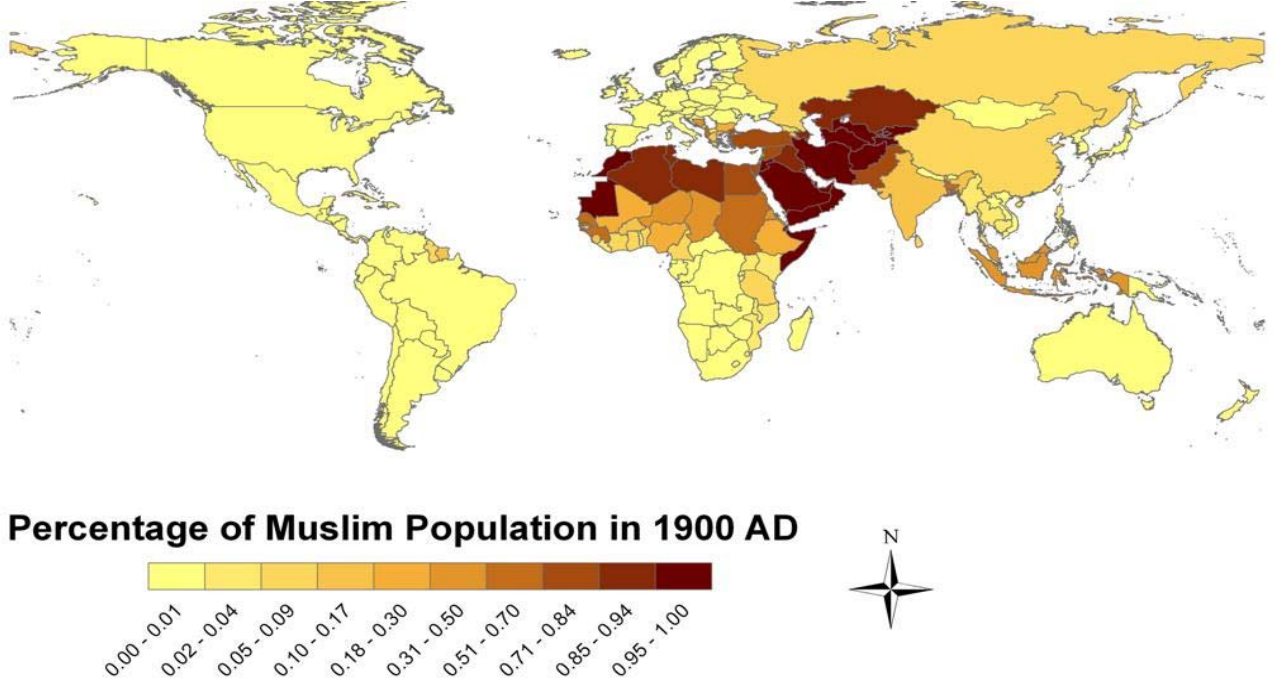 N
Percentage of Muslim Population in 1900 AD
0.00 - 0.01
0.02 - 0.04
0.05 - 0.09
0.10 - 0.17
0.18 - 0.30
0.31 - 0.50
0.51 - 0.70
0.71 - 0.84
0.85 - 0.94
0.95 - 1.00